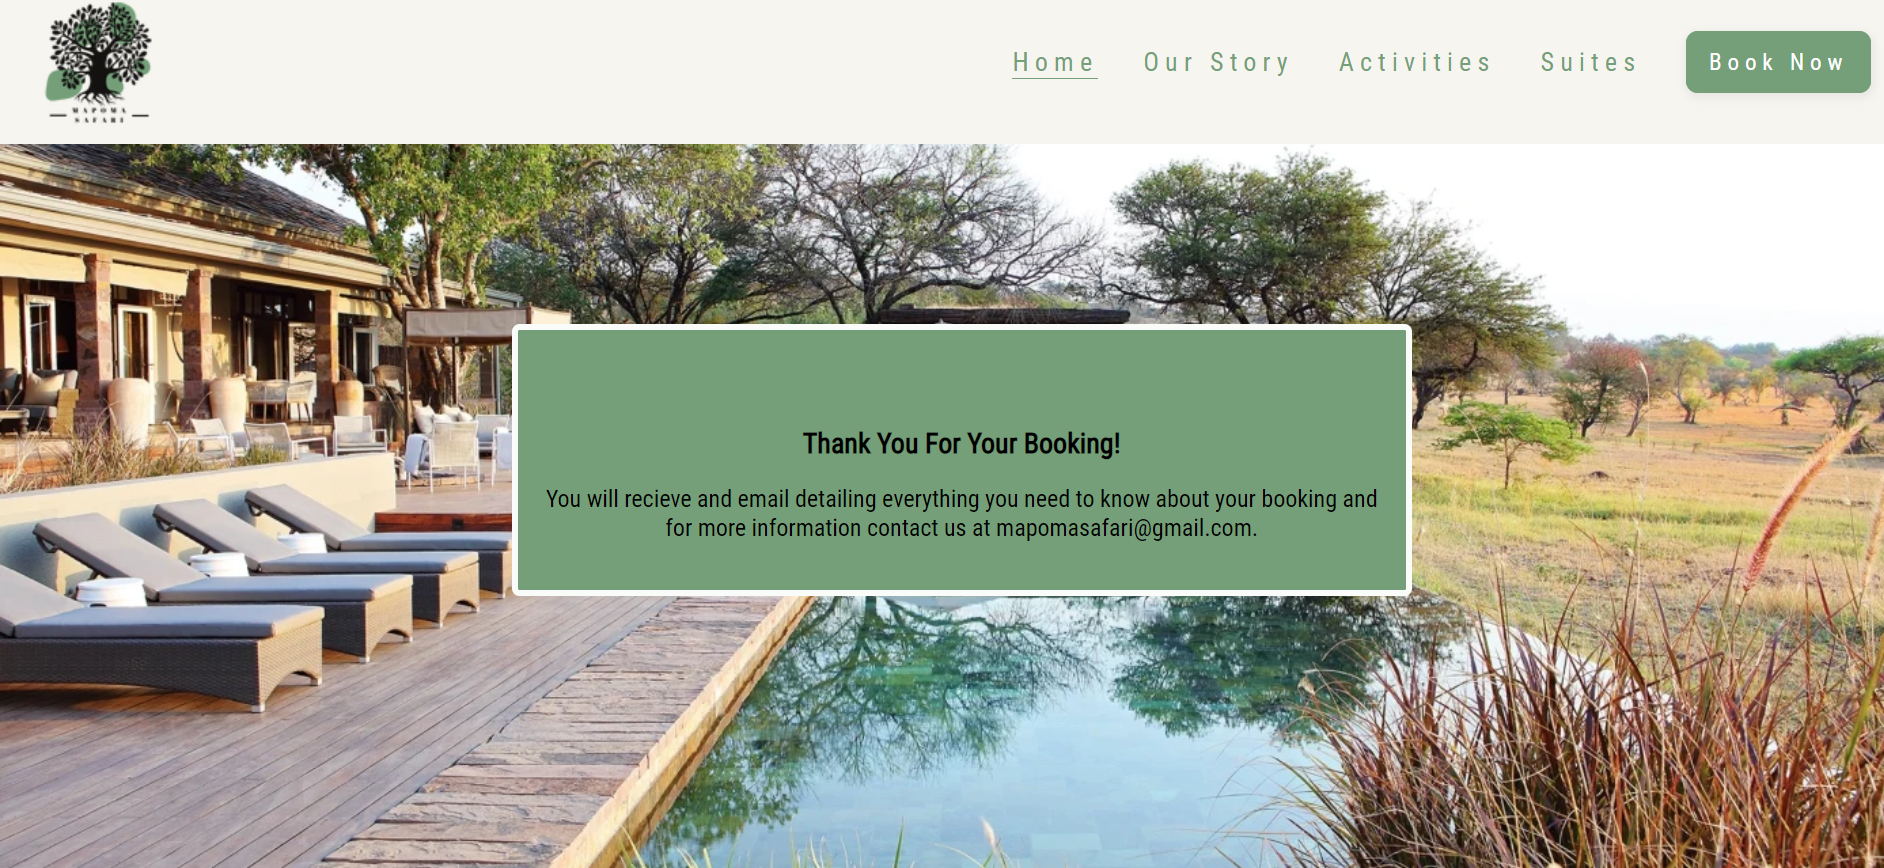 MAPOMA
SAFARI
Home Our Story Activities Suites Book Now
Thank You For Your Booking!
You will recieve and email detailing everything you need to know about your booking and
for more information contact us at mapomasafari@gmail.com.